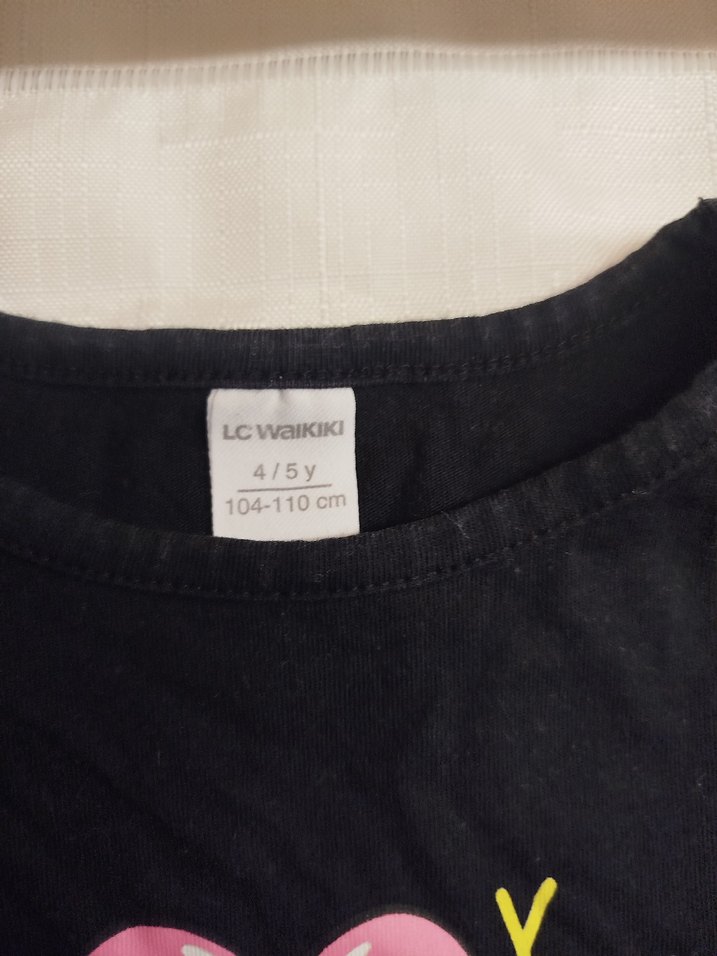 LC WAIKIKI
4 / 5 y
104-110 cm
Y